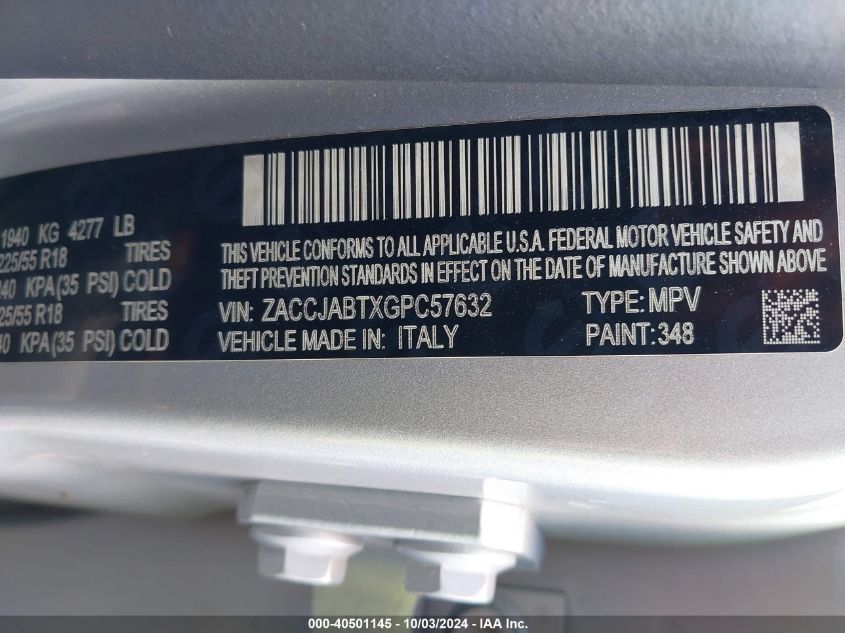 1940 KG 4277 LB
225/55 R18 TIRES
240 KPA(35 PSI) COLD
225/55 R18 TIRES
240 KPA(35 PSI) COLD
THIS VEHICLE CONFORMS TO ALL APPLICABLE U.S.A. FEDERAL MOTOR VEHICLE SAFETY AND
THEFT PREVENTION STANDARDS IN EFFECT ON THE DATE OF MANUFACTURE SHOWN ABOVE
VIN: ZACCJABTXGPC57632 TYPE: MPV
VEHICLE MADE IN: ITALY PAINT:348
000-40501145 - 10/03/2024 - IAA Inc.